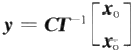 y = CT⁻¹ [ x₀
x₀̄ ]